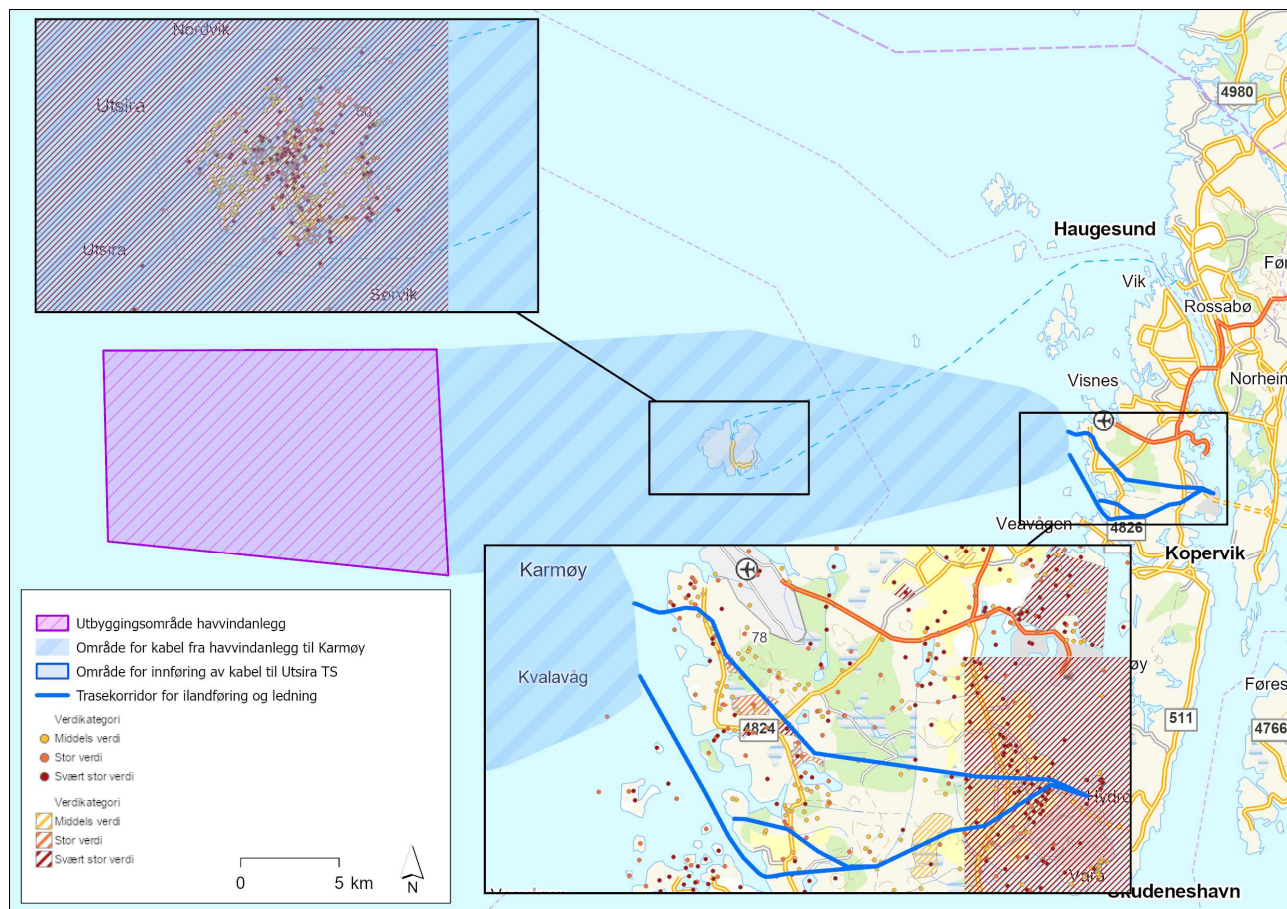 Nordvik
Utsira
60
Utsira
Sørvik
4980
Haugesund
Vik
Rossabø
Visnes
Norheim
Veavågen
4826
Kopervik
Karmøy
78
Kvalavåg
4824
Hydro
511
4766
Skudeneshavn
Utbyggingsområde havvindanlegg
Område for kabel fra havvindanlegg til Karmøy
Område for innføring av kabel til Utsira TS
Trasekorridor for ilandføring og ledning
Verdikategori
Middels verdi
Stor verdi
Svært stor verdi
Verdikategori
Middels verdi
Stor verdi
Svært stor verdi
0 5 km
N